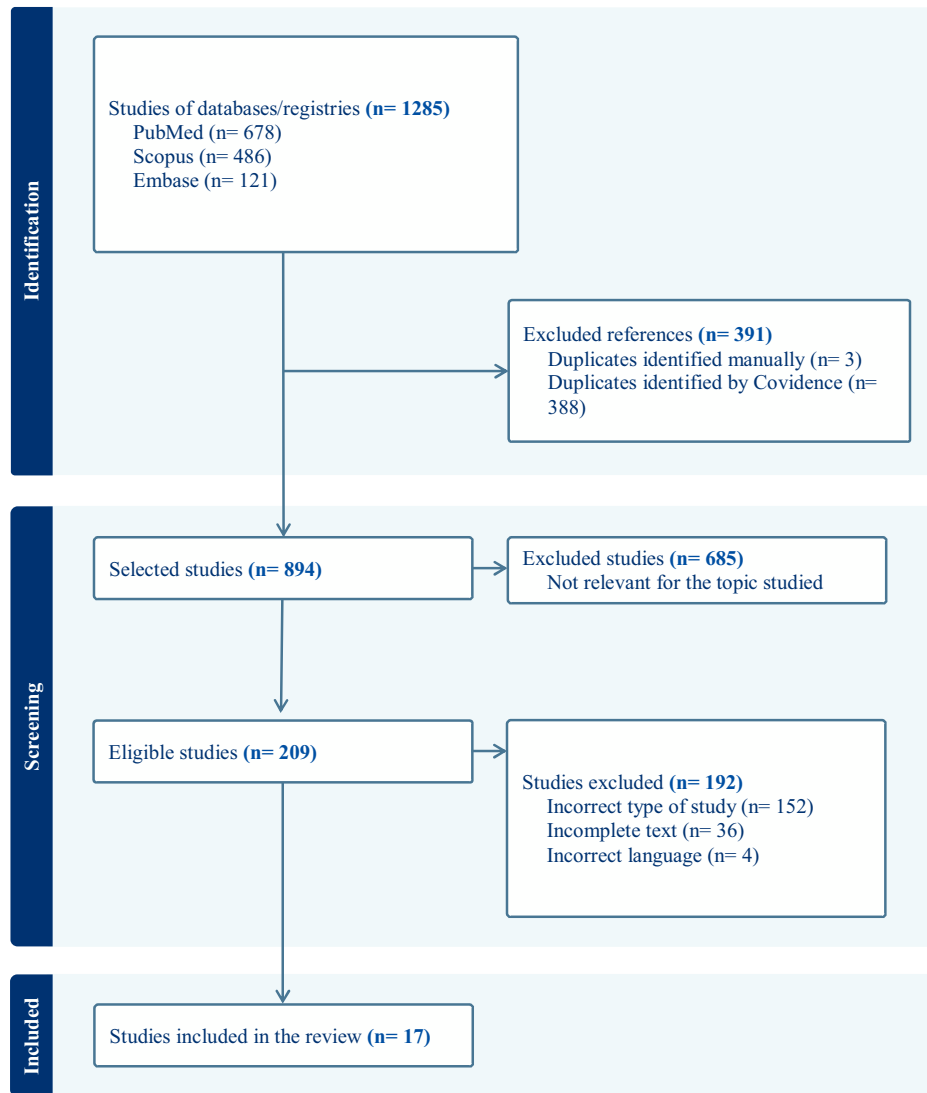 Identification
Studies of databases/registries (n= 1285)
PubMed (n= 678)
Scopus (n= 486)
Embase (n= 121)
Excluded references (n= 391)
Duplicates identified manually (n= 3)
Duplicates identified by Covidence (n=
388)
Screening
Selected studies (n= 894)
Excluded studies (n= 685)
Not relevant for the topic studied
Eligible studies (n= 209)
Studies excluded (n= 192)
Incorrect type of study (n= 152)
Incomplete text (n= 36)
Incorrect language (n= 4)
Included
Studies included in the review (n= 17)